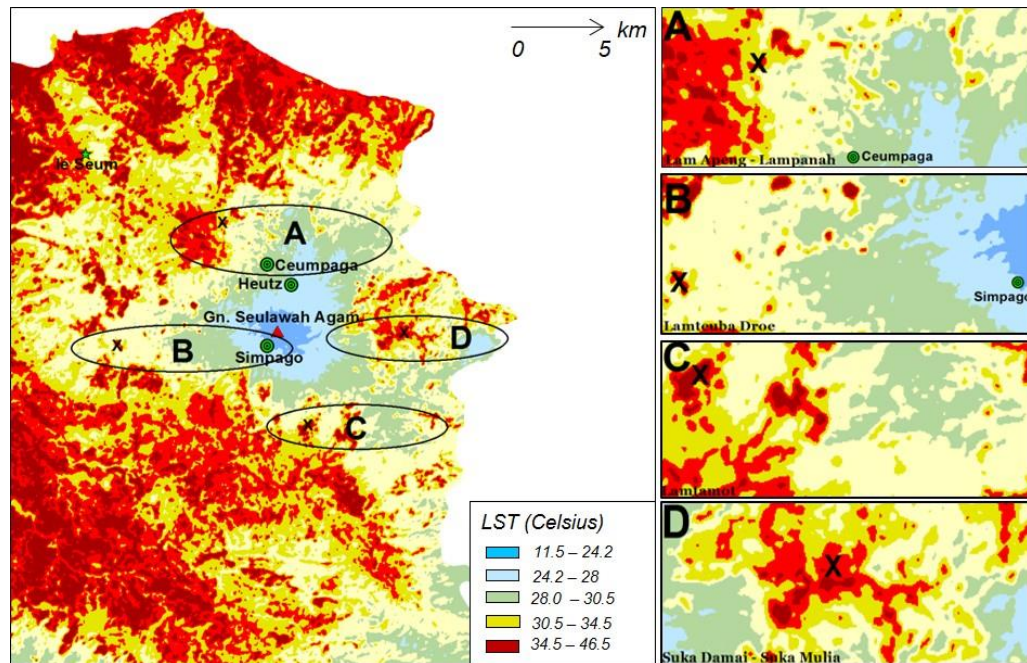 km
0 5
Ie Seum
X
A
Ceumpaga
Heutz
Gn. Seulawah Agam
X
B
Simpago
X
D
X
C
LST (Celsius)
11.5 – 24.2
24.2 – 28
28.0 – 30.5
30.5 – 34.5
34.5 – 46.5
A
X
Ceumpaga
Lam Apeng - Lampanah
B
X
Simpago
Lamteuba Droe
C
X
Lamtamot
D
X
Suka Damai - Suka Mulia